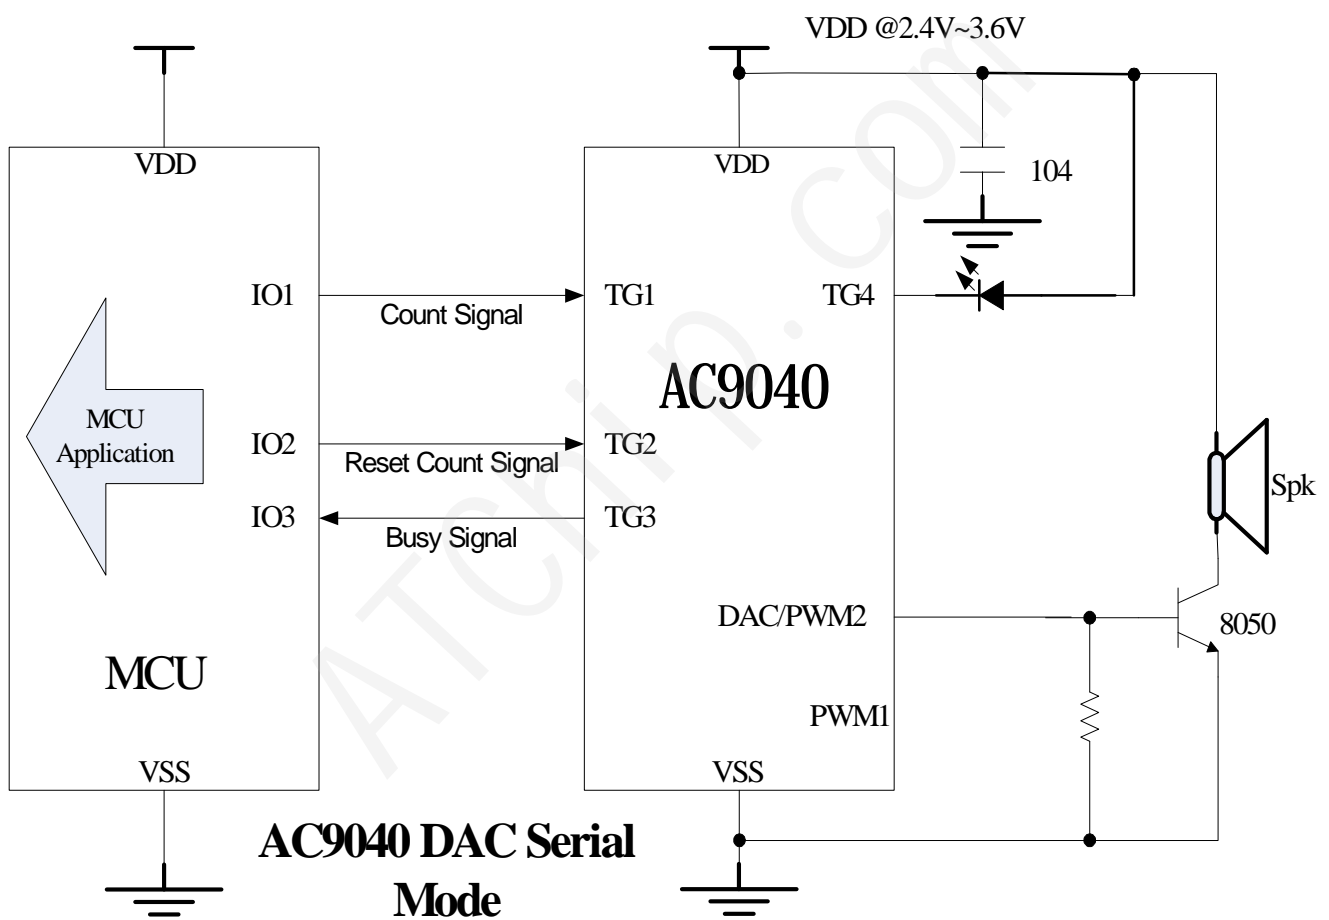 VDD @2.4V~3.6V
VDD
VDD
104
IO1
Count Signal
TG1
TG4
AC9040
MCU
Application
IO2
Reset Count Signal
TG2
IO3
Busy Signal
TG3
Spk
DAC/PWM2
8050
MCU
PWM1
VSS
VSS
AC9040 DAC Serial
Mode
ATChip.com